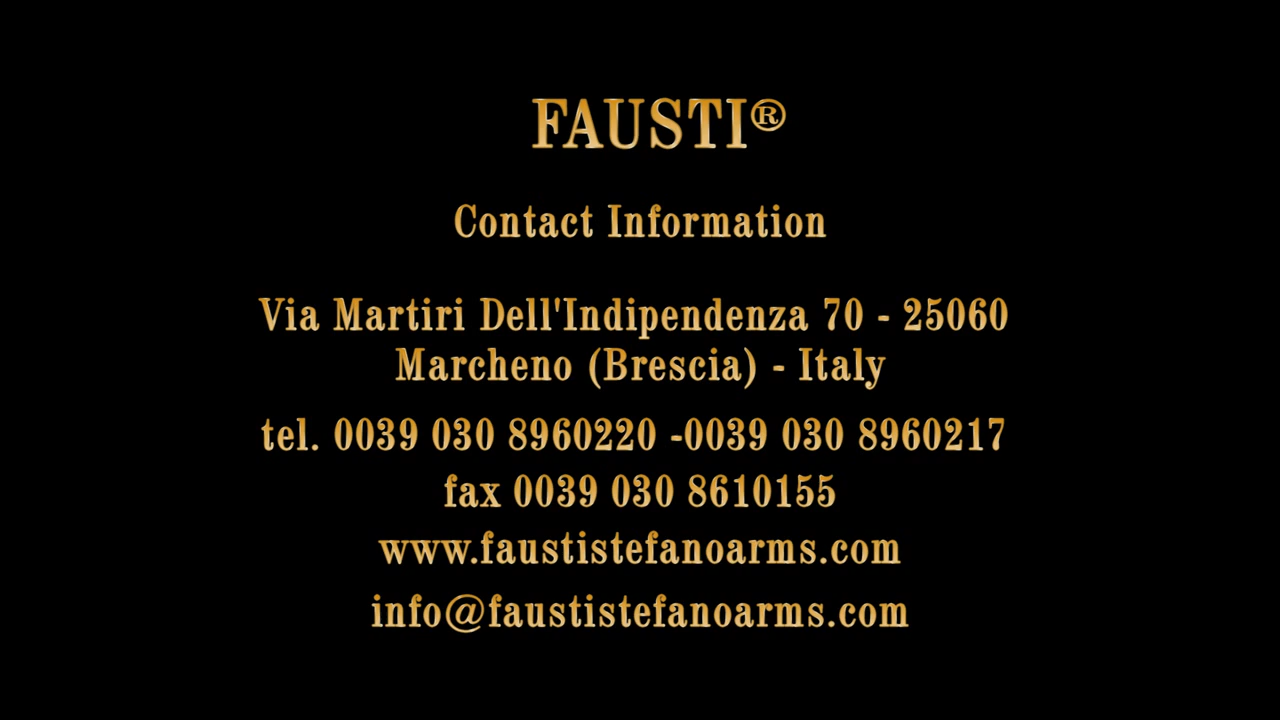 FAUSTI®
Contact Information
Via Martiri Dell'Indipendenza 70 - 25060
Marcheno (Brescia) - Italy
tel. 0039 030 8960220 -0039 030 8960217
fax 0039 030 8610155
www.faustistefanoarms.com
info@faustistefanoarms.com